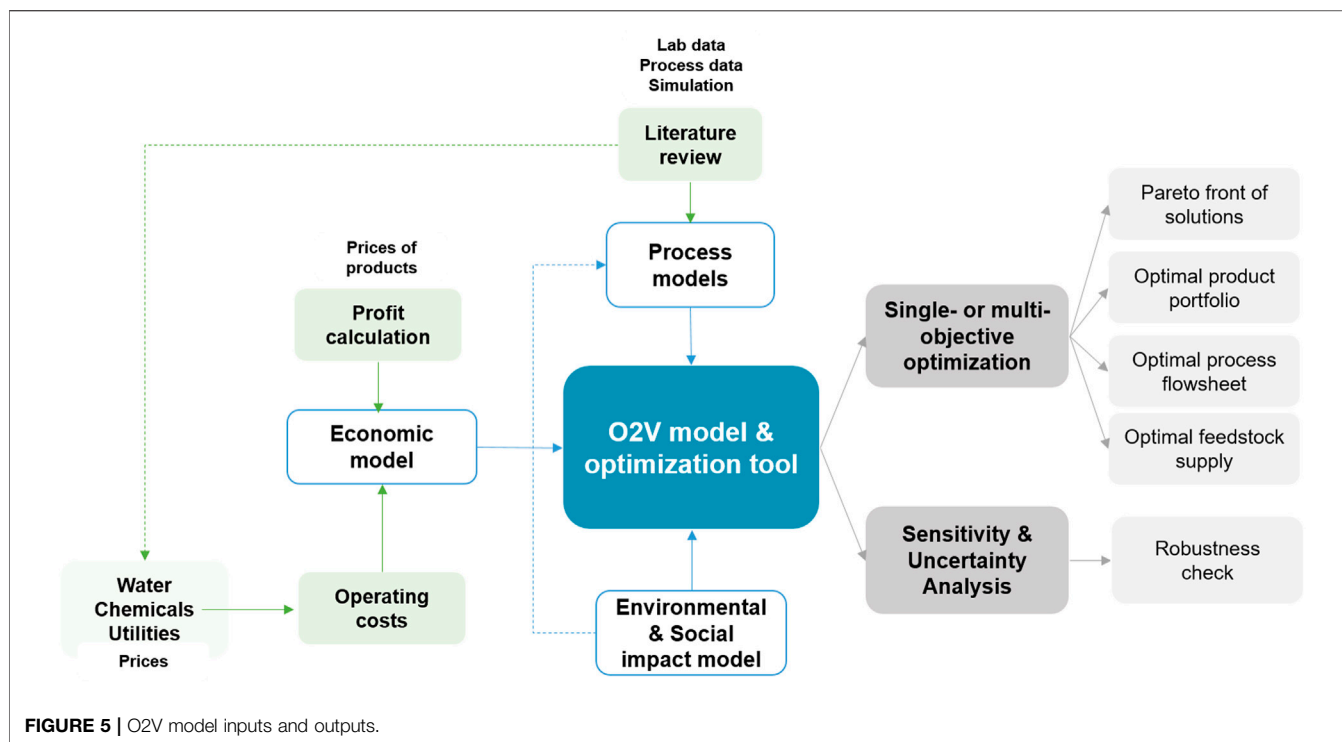 Lab data
Process data
Simulation
Literature
review
Prices of
products
Profit
calculation
Process
models
Economic
model
O2V model &
optimization tool
Water
Chemicals
Utilities
Prices
Operating
costs
Environmental
& Social
impact model
Single- or multi-
objective
optimization
Sensitivity &
Uncertainty
Analysis
Pareto front of
solutions
Optimal product
portfolio
Optimal process
flowsheet
Optimal feedstock
supply
Robustness
check
FIGURE 5 | O2V model inputs and outputs.